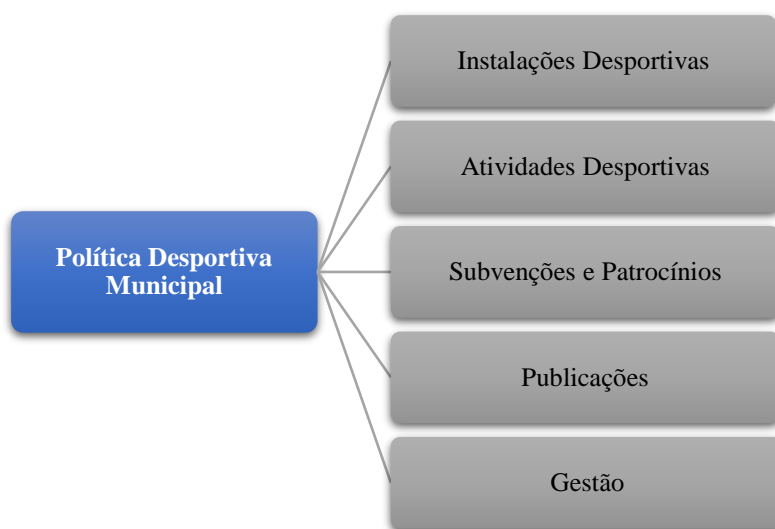 Instalações Desportivas
Atividades Desportivas
Política Desportiva
Municipal
Subvenções e Patrocínios
Publicações
Gestão